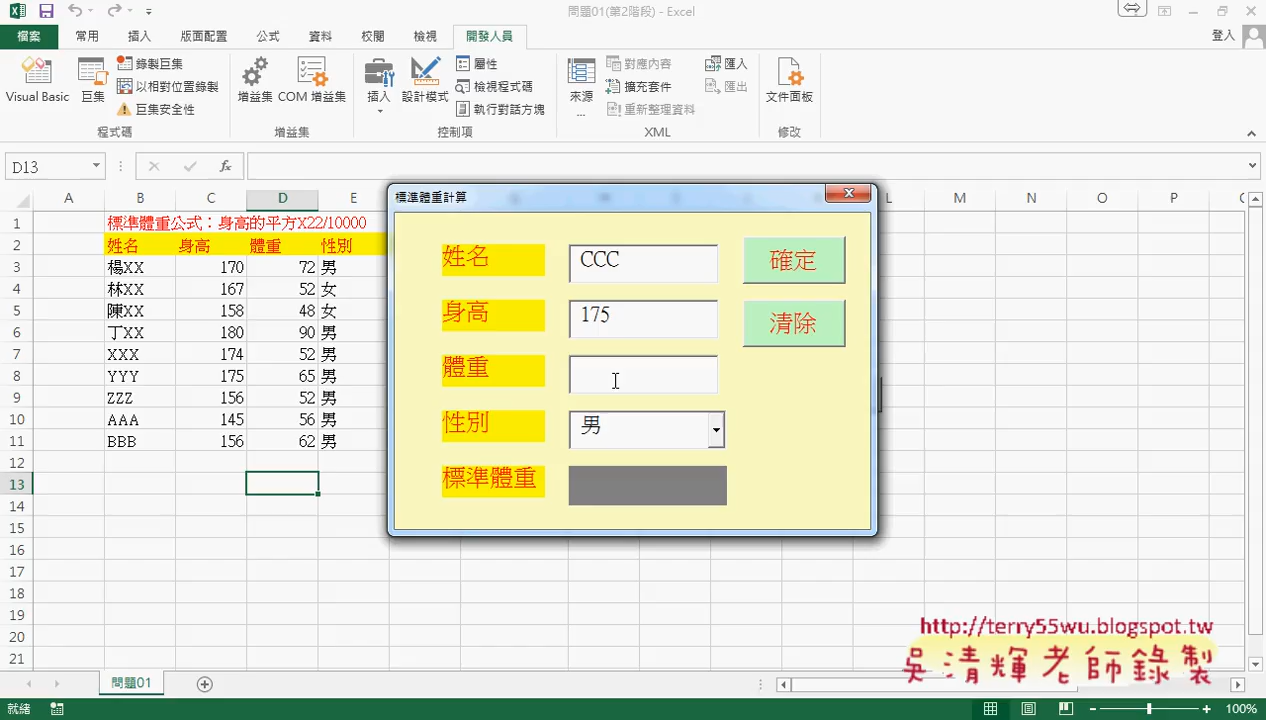 問題01(第2階段) - Excel
檔案 常用 插入 版面配置 公式 資料 校閱 檢視 開發人員 登入
Visual Basic 巨集 錄製巨集 以相對位置錄製 巨集安全性 程式碼
增益集 COM 增益集 增益集
插入 設計模式 屬性 檢視程式碼 執行對話方塊 控制項
來源 ... 對應內容 擴充套件 重新整理資料 匯入 匯出 XML
文件面板 修改
D13 fx
A B C D E L M N O P
1 標準體重公式：身高的平方X22/10000
2 姓名 身高 體重 性別
3 楊XX 170 72 男
4 林XX 167 52 女
5 陳XX 158 48 女
6 丁XX 180 90 男
7 XXX 174 52 男
8 YYY 175 65 男
9 ZZZ 156 52 男
10 AAA 145 56 男
11 BBB 156 62 男
12
13
14
15
16
17
18
19
20
21
標準體重計算
姓名 CCC 確定
身高 175 清除
體重
性別 男
標準體重
http://terry55wu.blogspot.tw
吳清輝老師錄製
問題01
就緒 100%